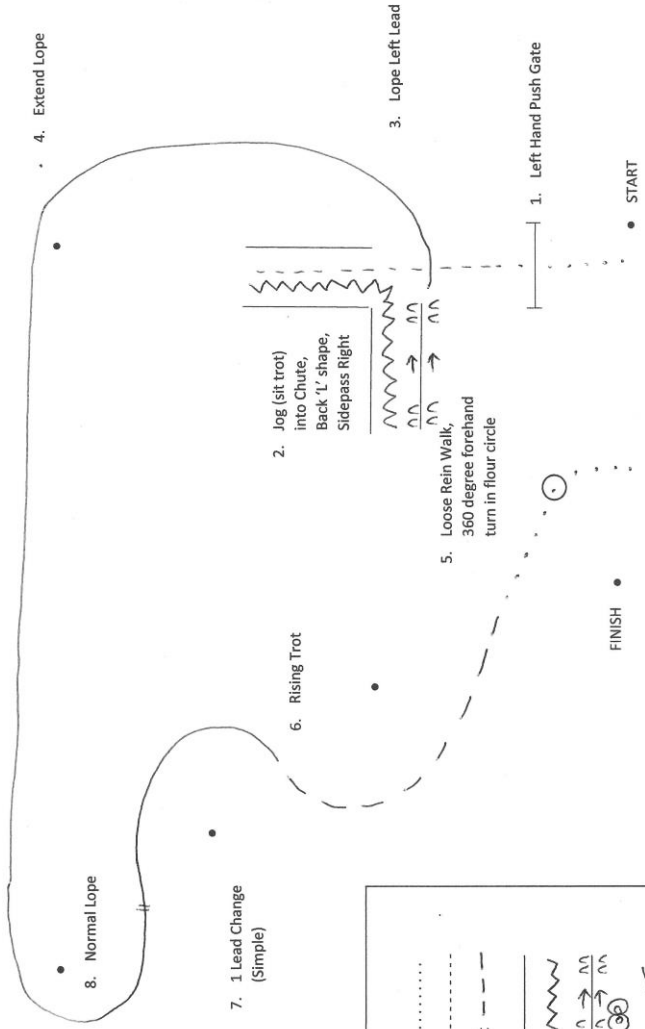 START
1. Left Hand Push Gate
2. Jog (sit trot)
into Chute,
Back 'L' shape,
Sidepass Right
3. Lope Left Lead
4. Extend Lope
5. Loose Rein Walk,
360 degree forehand
turn in flour circle
6. Rising Trot
7. 1 Lead Change
(Simple)
8. Normal Lope
FINISH